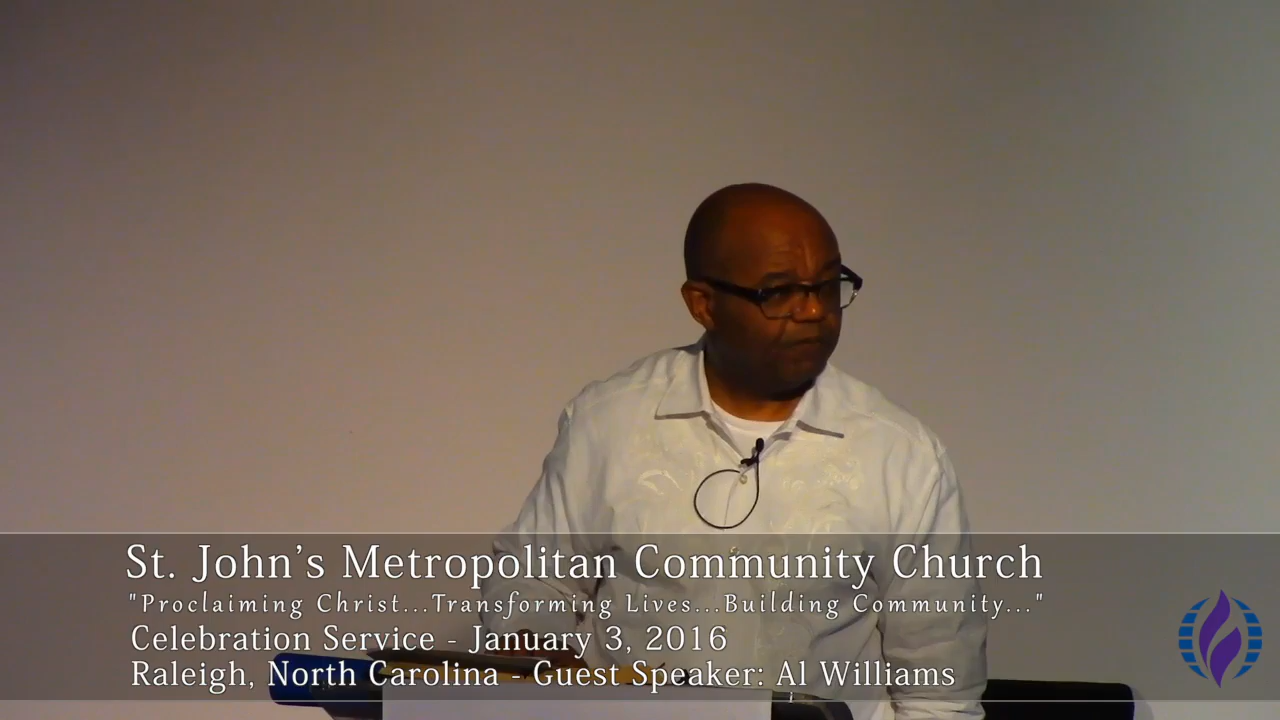 St. John's Metropolitan Community Church
"Proclaiming Christ...Transforming Lives...Building Community..."
Celebration Service - January 3, 2016
Raleigh, North Carolina - Guest Speaker: Al Williams